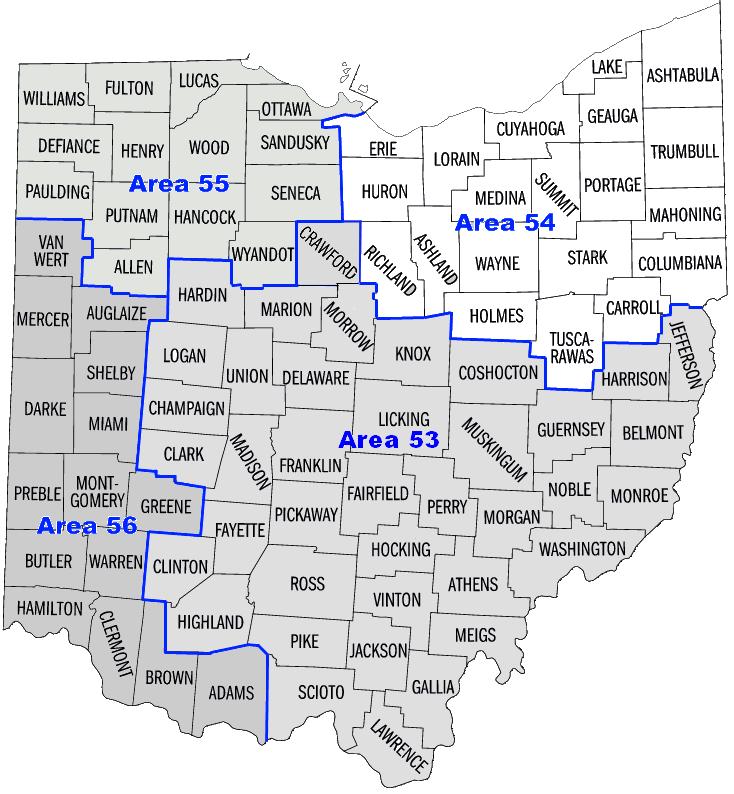 LAKE
ASHTABULA
LUCAS
FULTON
WILLIAMS
OTTAWA
GEAUGA
CUYAHOGA
SANDUSKY
DEFIANCE
HENRY
WOOD
ERIE
LORAIN
TRUMBULL
Area 55
PAULDING
SENECA
HURON
MEDINA
SUMMIT
PORTAGE
PUTNAM
HANCOCK
Area 54
MAHONING
VAN
WERT
ALLEN
WYANDOT
CRAWFORD
RICHLAND
ASHLAND
WAYNE
STARK
COLUMBIANA
HARDIN
MERCER
AUGLAIZE
MARION
MORROW
HOLMES
CARROLL
TUSCA-
RAWAS
JEFFERSON
LOGAN
KNOX
SHELBY
UNION
DELAWARE
COSHOCTON
HARRISON
DARKE
MIAMI
CHAMPAIGN
LICKING
Area 53
MUSKINGUM
GUERNSEY
BELMONT
CLARK
MADISON
FRANKLIN
PREBLE
MONT-
GOMERY
GREENE
FAIRFIELD
PERRY
NOBLE
MONROE
Area 56
PICKAWAY
MORGAN
FAYETTE
BUTLER
WARREN
CLINTON
HOCKING
WASHINGTON
ROSS
ATHENS
HAMILTON
CLERMONT
HIGHLAND
VINTON
PIKE
JACKSON
MEIGS
BROWN
ADAMS
SCIOTO
GALLIA
LAWRENCE